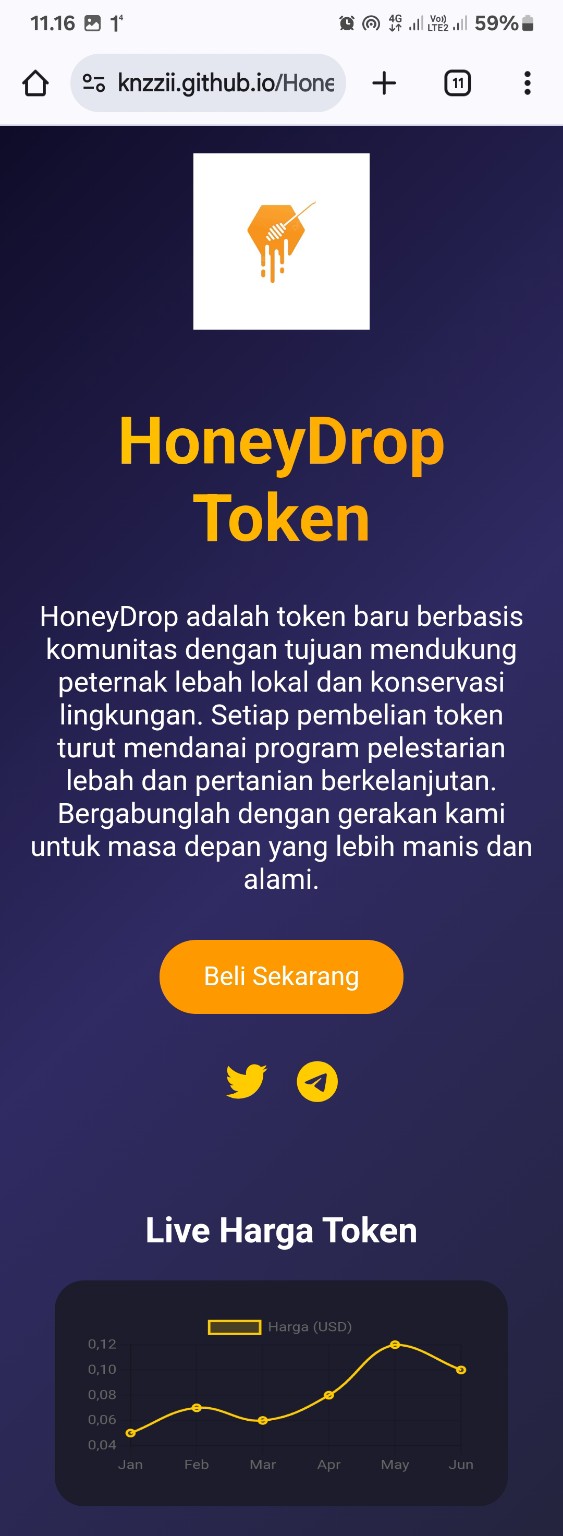 11.16
4G
Vo))
LTE2
59%
knzzii.github.io/Hone
11
HoneyDrop
Token
HoneyDrop adalah token baru berbasis
komunitas dengan tujuan mendukung
peternak lebah lokal dan konservasi
lingkungan. Setiap pembelian token
turut mendanai program pelestarian
lebah dan pertanian berkelanjutan.
Bergabunglah dengan gerakan kami
untuk masa depan yang lebih manis dan
alami.
Beli Sekarang
Live Harga Token
Harga (USD)
0,12
0,10
0,08
0,06
0,04
Jan Feb Mar Apr May Jun